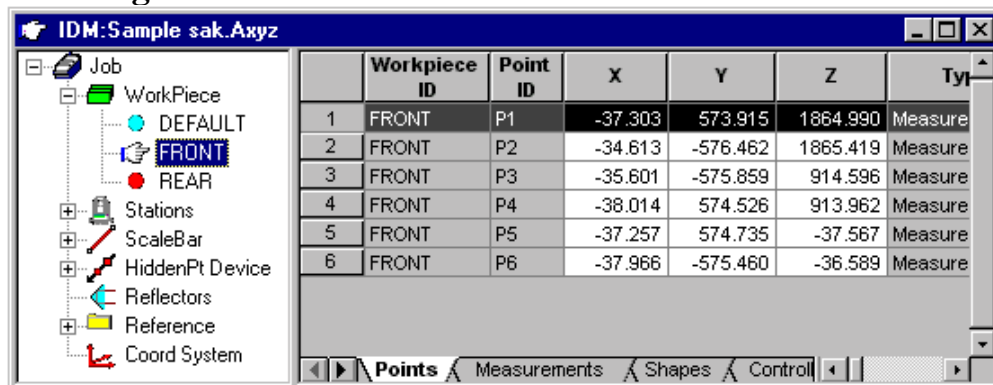 IDM:Sample sak.Axyz
Job
WorkPiece
DEFAULT
FRONT
REAR
Stations
ScaleBar
HiddenPt Device
Reflectors
Reference
Coord System
Workpiece ID Point ID X Y Z
1 FRONT P1 -37.303 573.915 1864.990 Measure
2 FRONT P2 -34.613 -576.462 1865.419 Measure
3 FRONT P3 -35.601 -575.859 914.596 Measure
4 FRONT P4 -38.014 574.526 913.962 Measure
5 FRONT P5 -37.257 574.735 -37.567 Measure
6 FRONT P6 -37.966 -575.460 -36.589 Measure
Points Measurements Shapes Controll